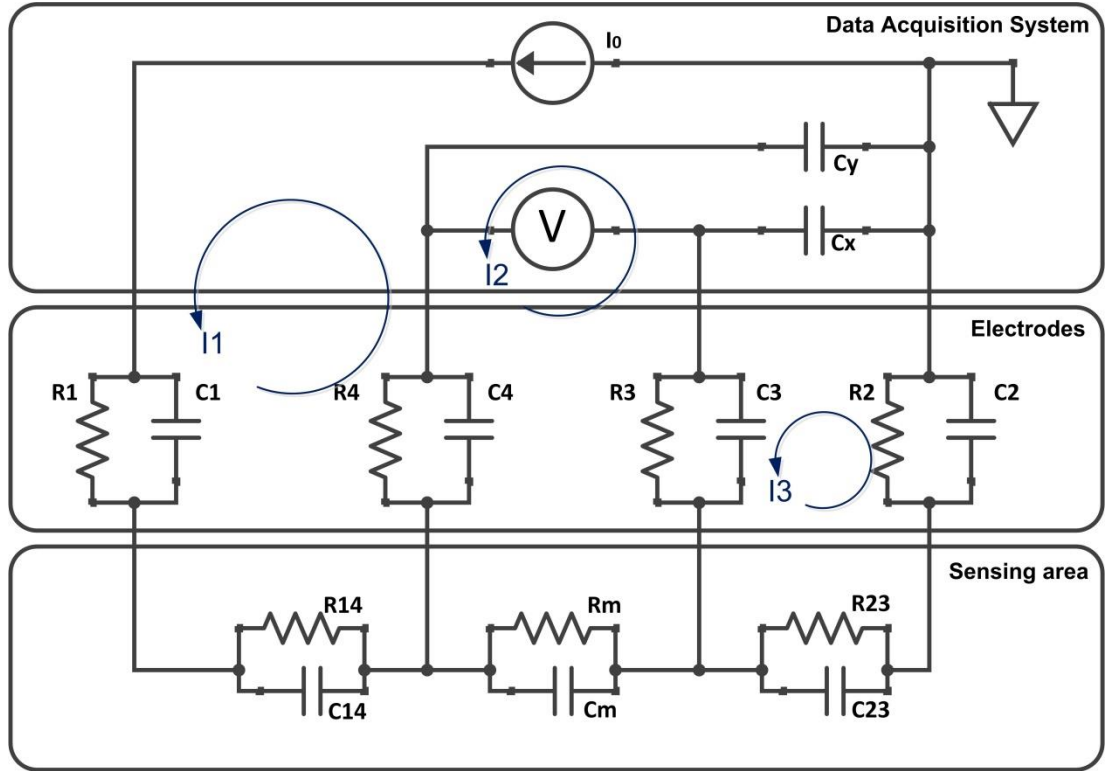 Data Acquisition System
I0
Cy
V
Cx
I2
I1
Electrodes
R1
C1
R4
C4
R3
C3
R2
C2
I3
Sensing area
R14
Rm
R23
C14
Cm
C23